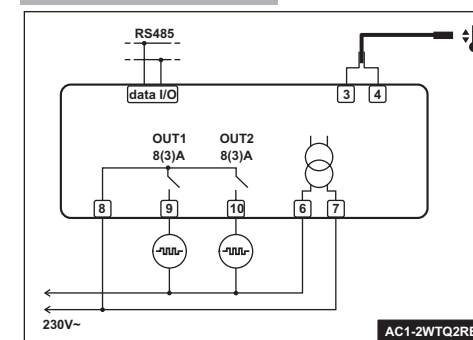 RS485
data I/O
3 4
OUT1 OUT2
8(3)A 8(3)A
8 9 10 6 7
230V~
AC1-2WTQ2RE